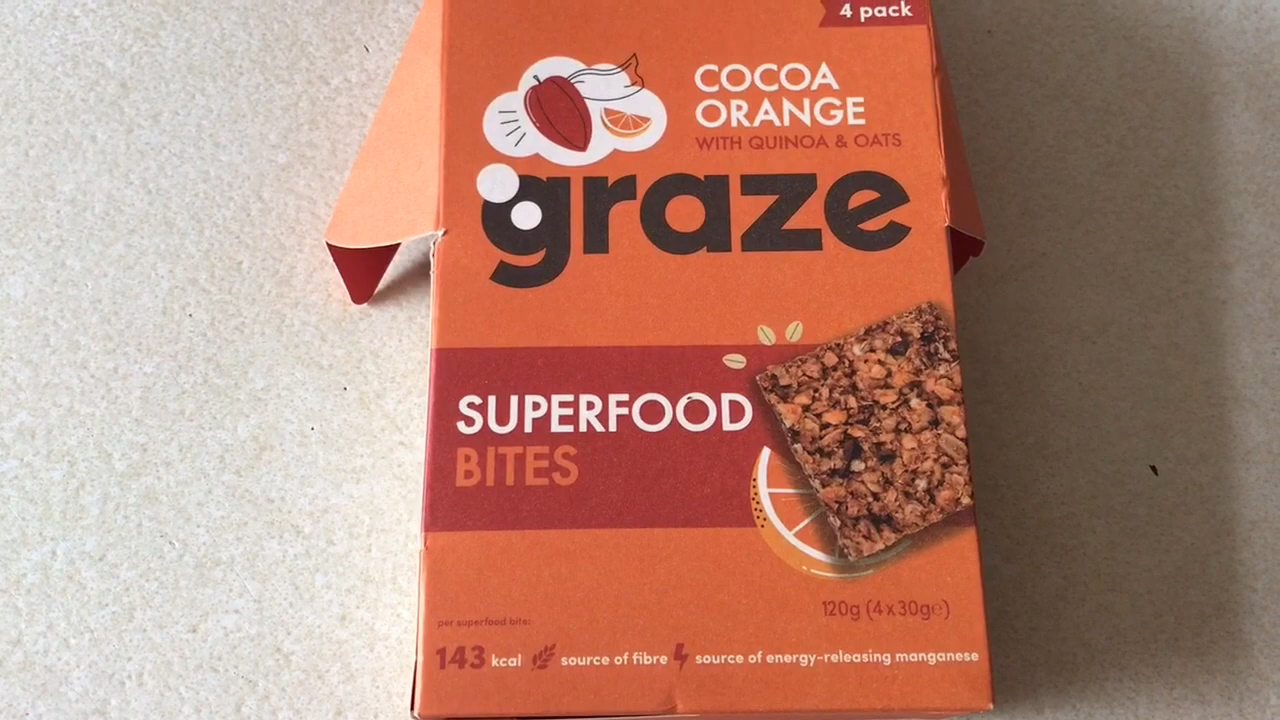 4 pack
COCOA
ORANGE
WITH QUINOA & OATS
graze
SUPERFOOD
BITES
120g (4x30ge)
per superfood bite:
143 kcal source of fibre source of energy-releasing manganese